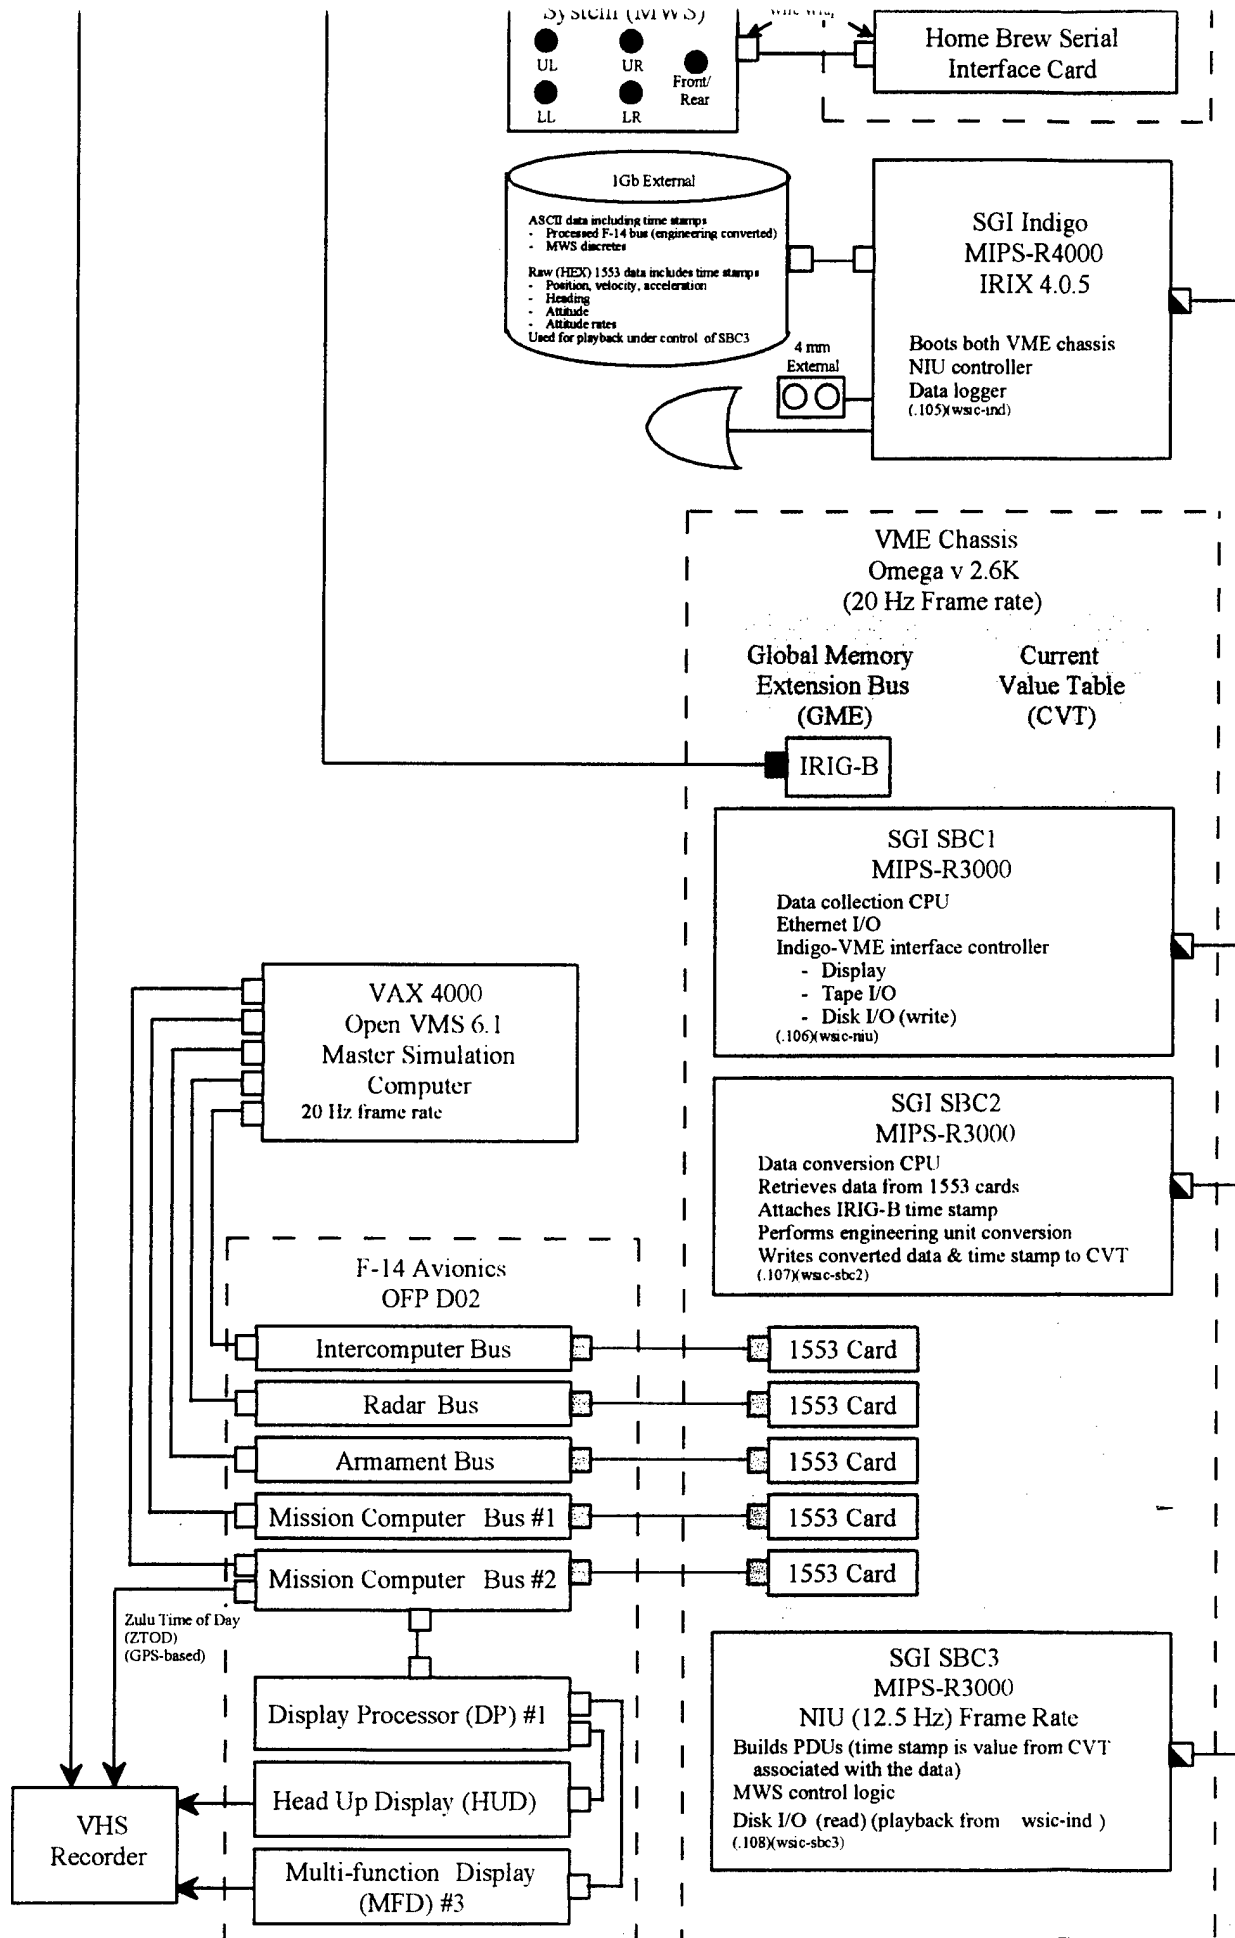 System (MWS)
UL
UR
Front/
Rear
LL
LR
Home Brew Serial
Interface Card
1Gb External
ASCII data including time stamps
- Processed F-14 bus (engineering converted)
- MWS discretes
Raw (HEX) 1553 data includes time stamps
- Position, velocity, acceleration
- Heading
- Attitude
- Attitude rates
Used for playback under control of SBC3
4 mm
External
SGI Indigo
MIPS-R4000
IRIX 4.0.5
Boots both VME chassis
NIU controller
Data logger
(.105)(wsic-ind)
VME Chassis
Omega v 2.6K
(20 Hz Frame rate)
Global Memory
Extension Bus
(GME)
Current
Value Table
(CVT)
IRIG-B
SGI SBC1
MIPS-R3000
Data collection CPU
Ethernet I/O
Indigo-VME interface controller
- Display
- Tape I/O
- Disk I/O (write)
(.106)(wsic-niu)
VAX 4000
Open VMS 6.1
Master Simulation
Computer
20 Hz frame rate
SGI SBC2
MIPS-R3000
Data conversion CPU
Retrieves data from 1553 cards
Attaches IRIG-B time stamp
Performs engineering unit conversion
Writes converted data & time stamp to CVT
(.107)(wsic-sbc2)
F-14 Avionics
OFP D02
Intercomputer Bus
1553 Card
Radar Bus
1553 Card
Armament Bus
1553 Card
Mission Computer Bus #1
1553 Card
Mission Computer Bus #2
1553 Card
Zulu Time of Day
(ZTOD)
(GPS-based)
Display Processor (DP) #1
Head Up Display (HUD)
Multi-function Display
(MFD) #3
VHS
Recorder
SGI SBC3
MIPS-R3000
NIU (12.5 Hz) Frame Rate
Builds PDUs (time stamp is value from CVT
associated with the data)
MWS control logic
Disk I/O (read) (playback from wsic-ind )
(.108)(wsic-sbc3)